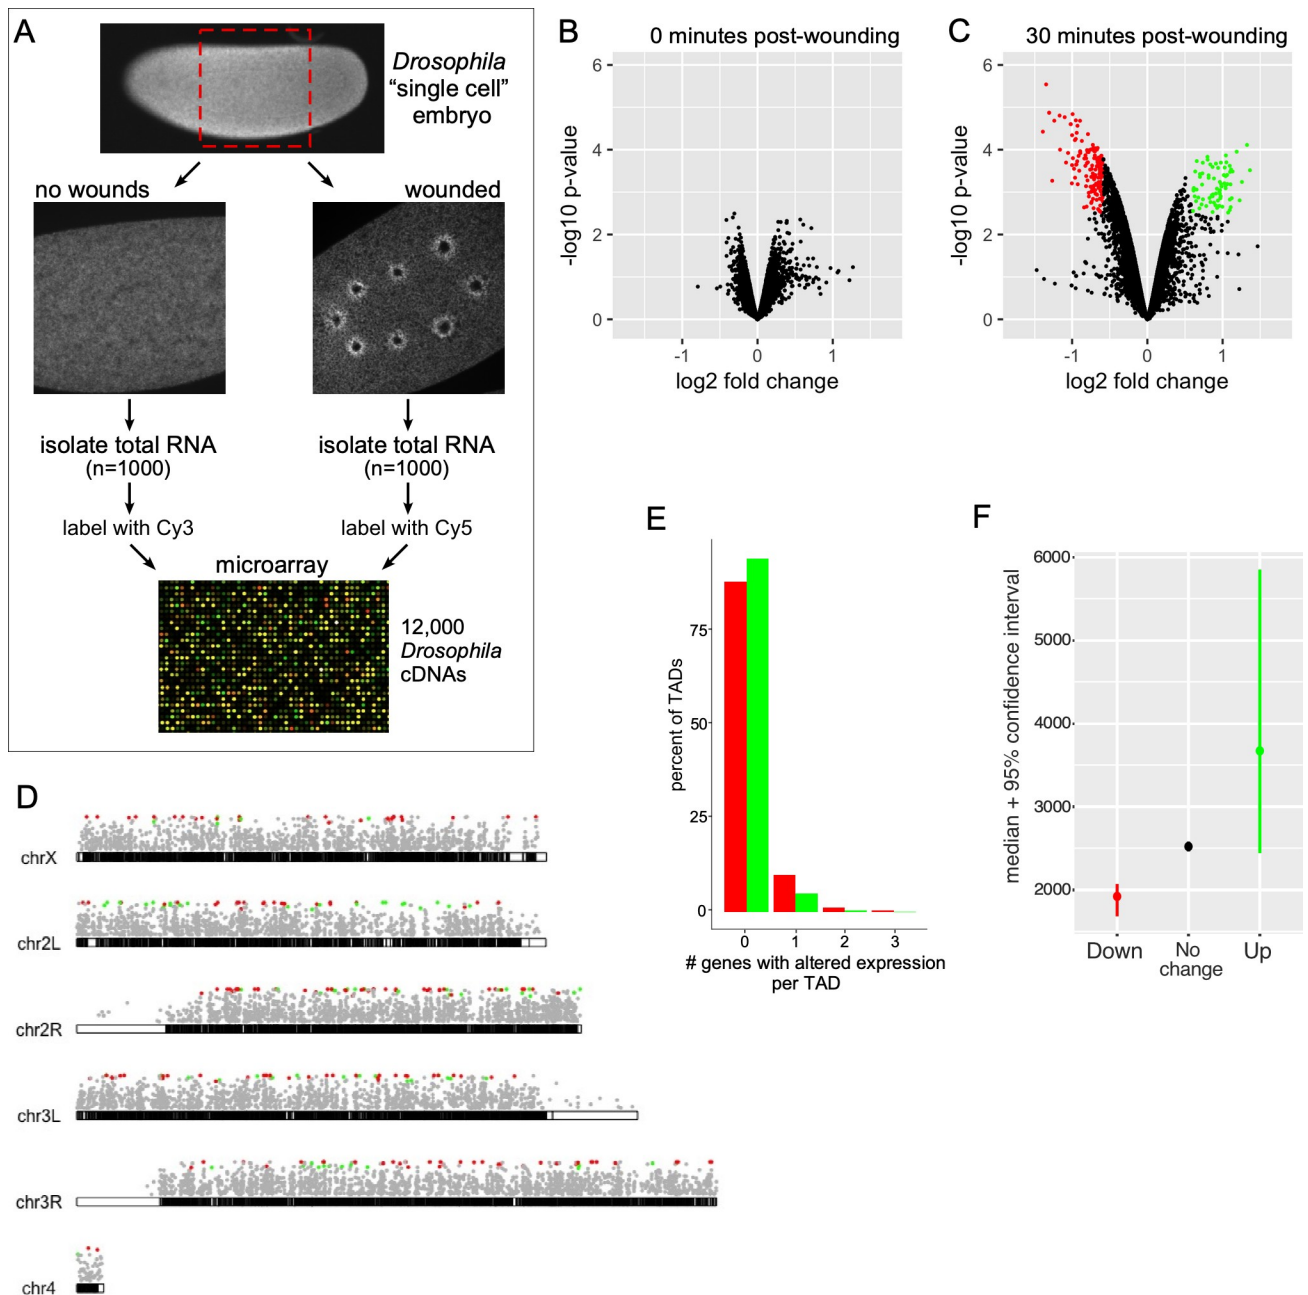 A
Drosophila
“single cell”
embryo
no wounds
wounded
isolate total RNA
(n=1000)
isolate total RNA
(n=1000)
label with Cy3
label with Cy5
microarray
12,000
Drosophila
cDNAs
B
0 minutes post-wounding
6
4
2
0
-log10 p-value
-1
0
1
log2 fold change
C
30 minutes post-wounding
6
4
2
0
-log10 p-value
-1
0
1
log2 fold change
D
chrX
chr2L
chr2R
chr3L
chr3R
chr4
E
75
50
25
0
percent of TADs
0
1
2
3
# genes with altered expression
per TAD
F
6000
5000
4000
3000
2000
median + 95% confidence interval
Down
No
change
Up